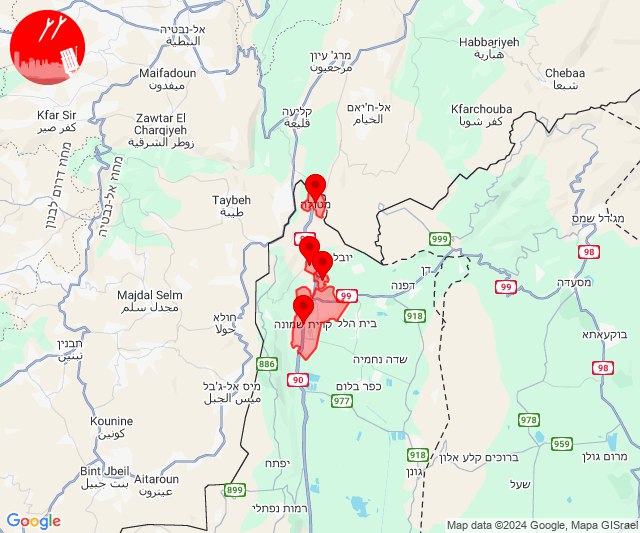 אל-נבטיה
النبطية
Habbariyeh
هبارية
מרג' עיון
مرجعيون
Maifadoun
ميفدون
Chebaa
شبعا
Kfar Sir
كفر صير
Zawtar El
Charqiyeh
زوطر الشرقية
קליעה
قليعة
אל-ח'יאם
الخيام
Kfarchouba
كفر شوبا
מחוז דרום לבנון
מחוז אל-נבטיה
Taybeh
طيبة
מטולה
מג'דל שמס
999
98
90
יובל
דן
דפנה
99
99
מסעדה
Majdal Selm
مجدل سلم
חולא
حولا
918
בית הלל
קרית שמונה
בוקעאתא
חבנין
تبنين
שדה נחמיה
886
98
90
מיס אל-ג'בל
ميس الجبل
כפר בלום
977
Kounine
كونين
978
959
Bint Jbeil
بنت جبيل
Aitaroun
عيترون
יפתח
918
גונן
ברוכים קלע אלון
מרום גולן
899
רמות נפתלי
שעל
Google
Map data ©2024 Google, Mapa GISrael